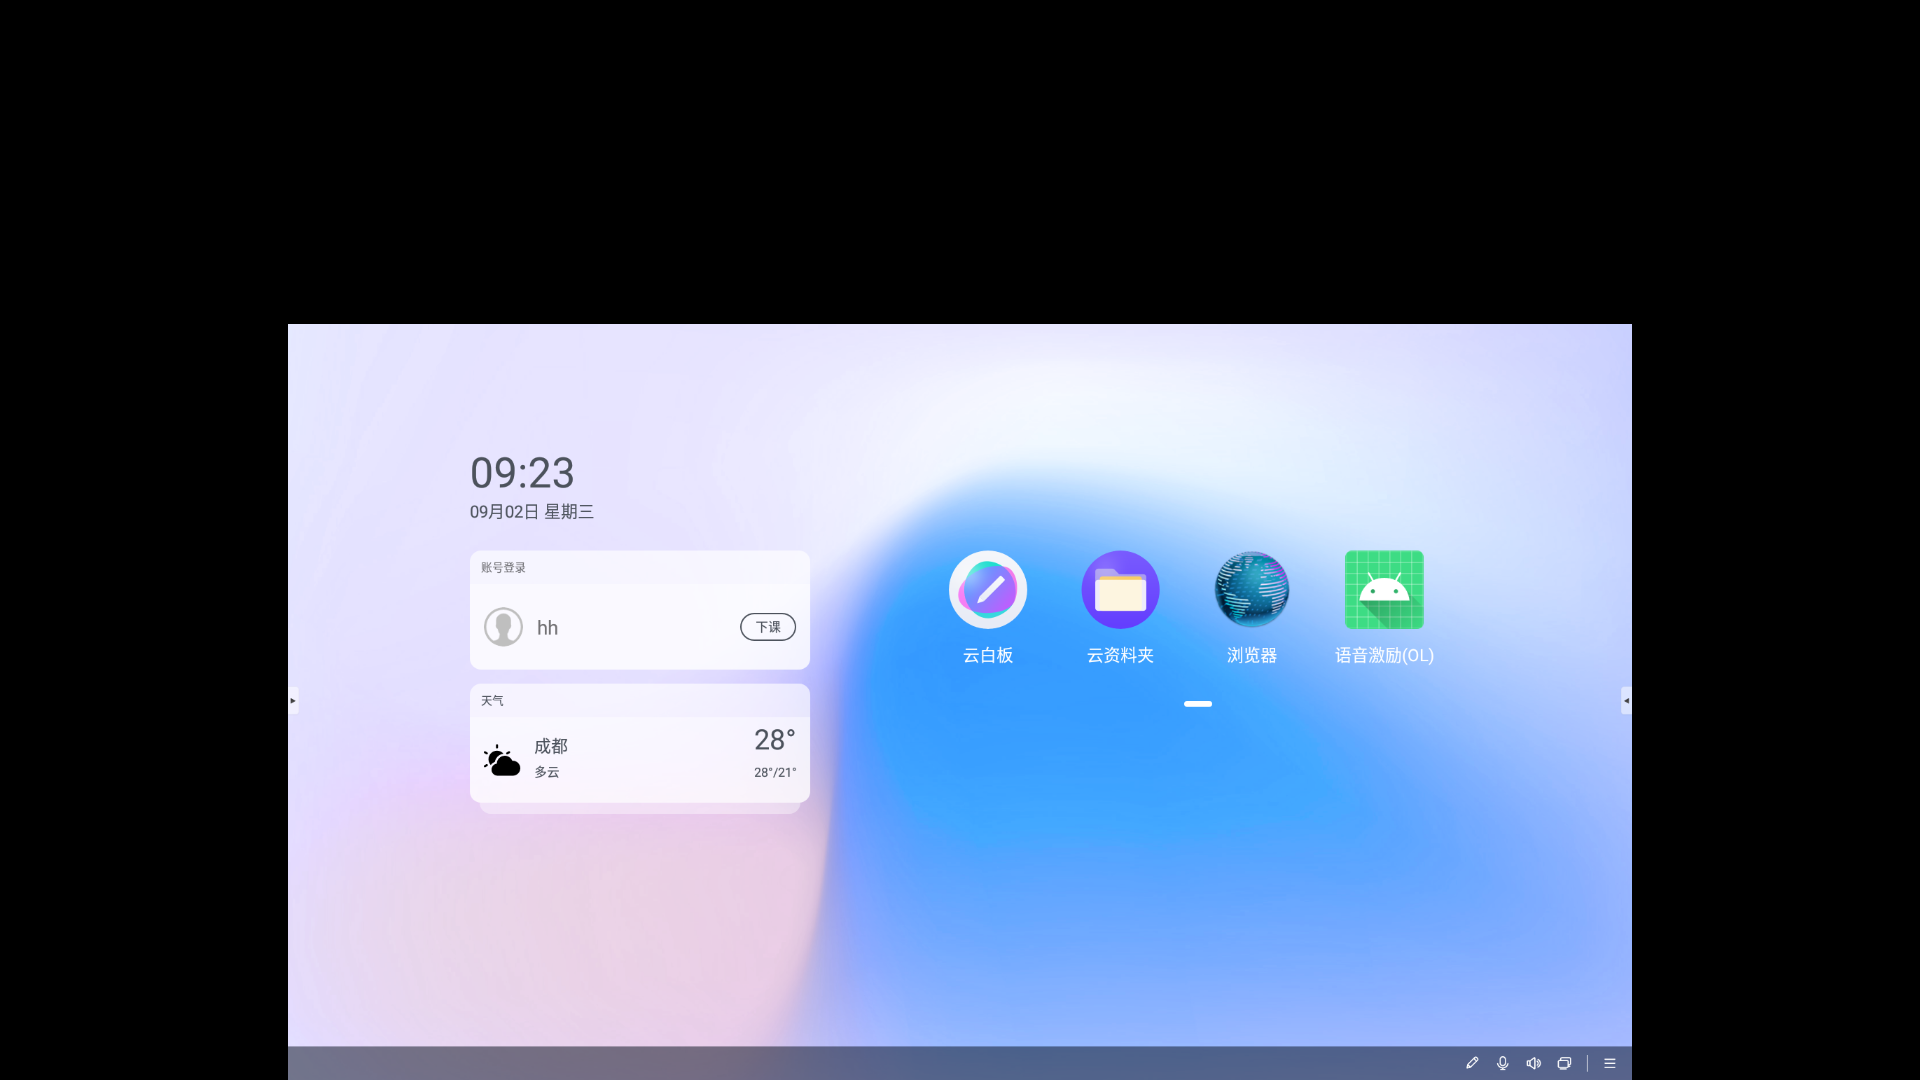 09:23
09月02日 星期三
账号登录
hh
下课
天气
成都
多云
28°
28°/21°
云白板
云资料夹
浏览器
语音激励(OL)